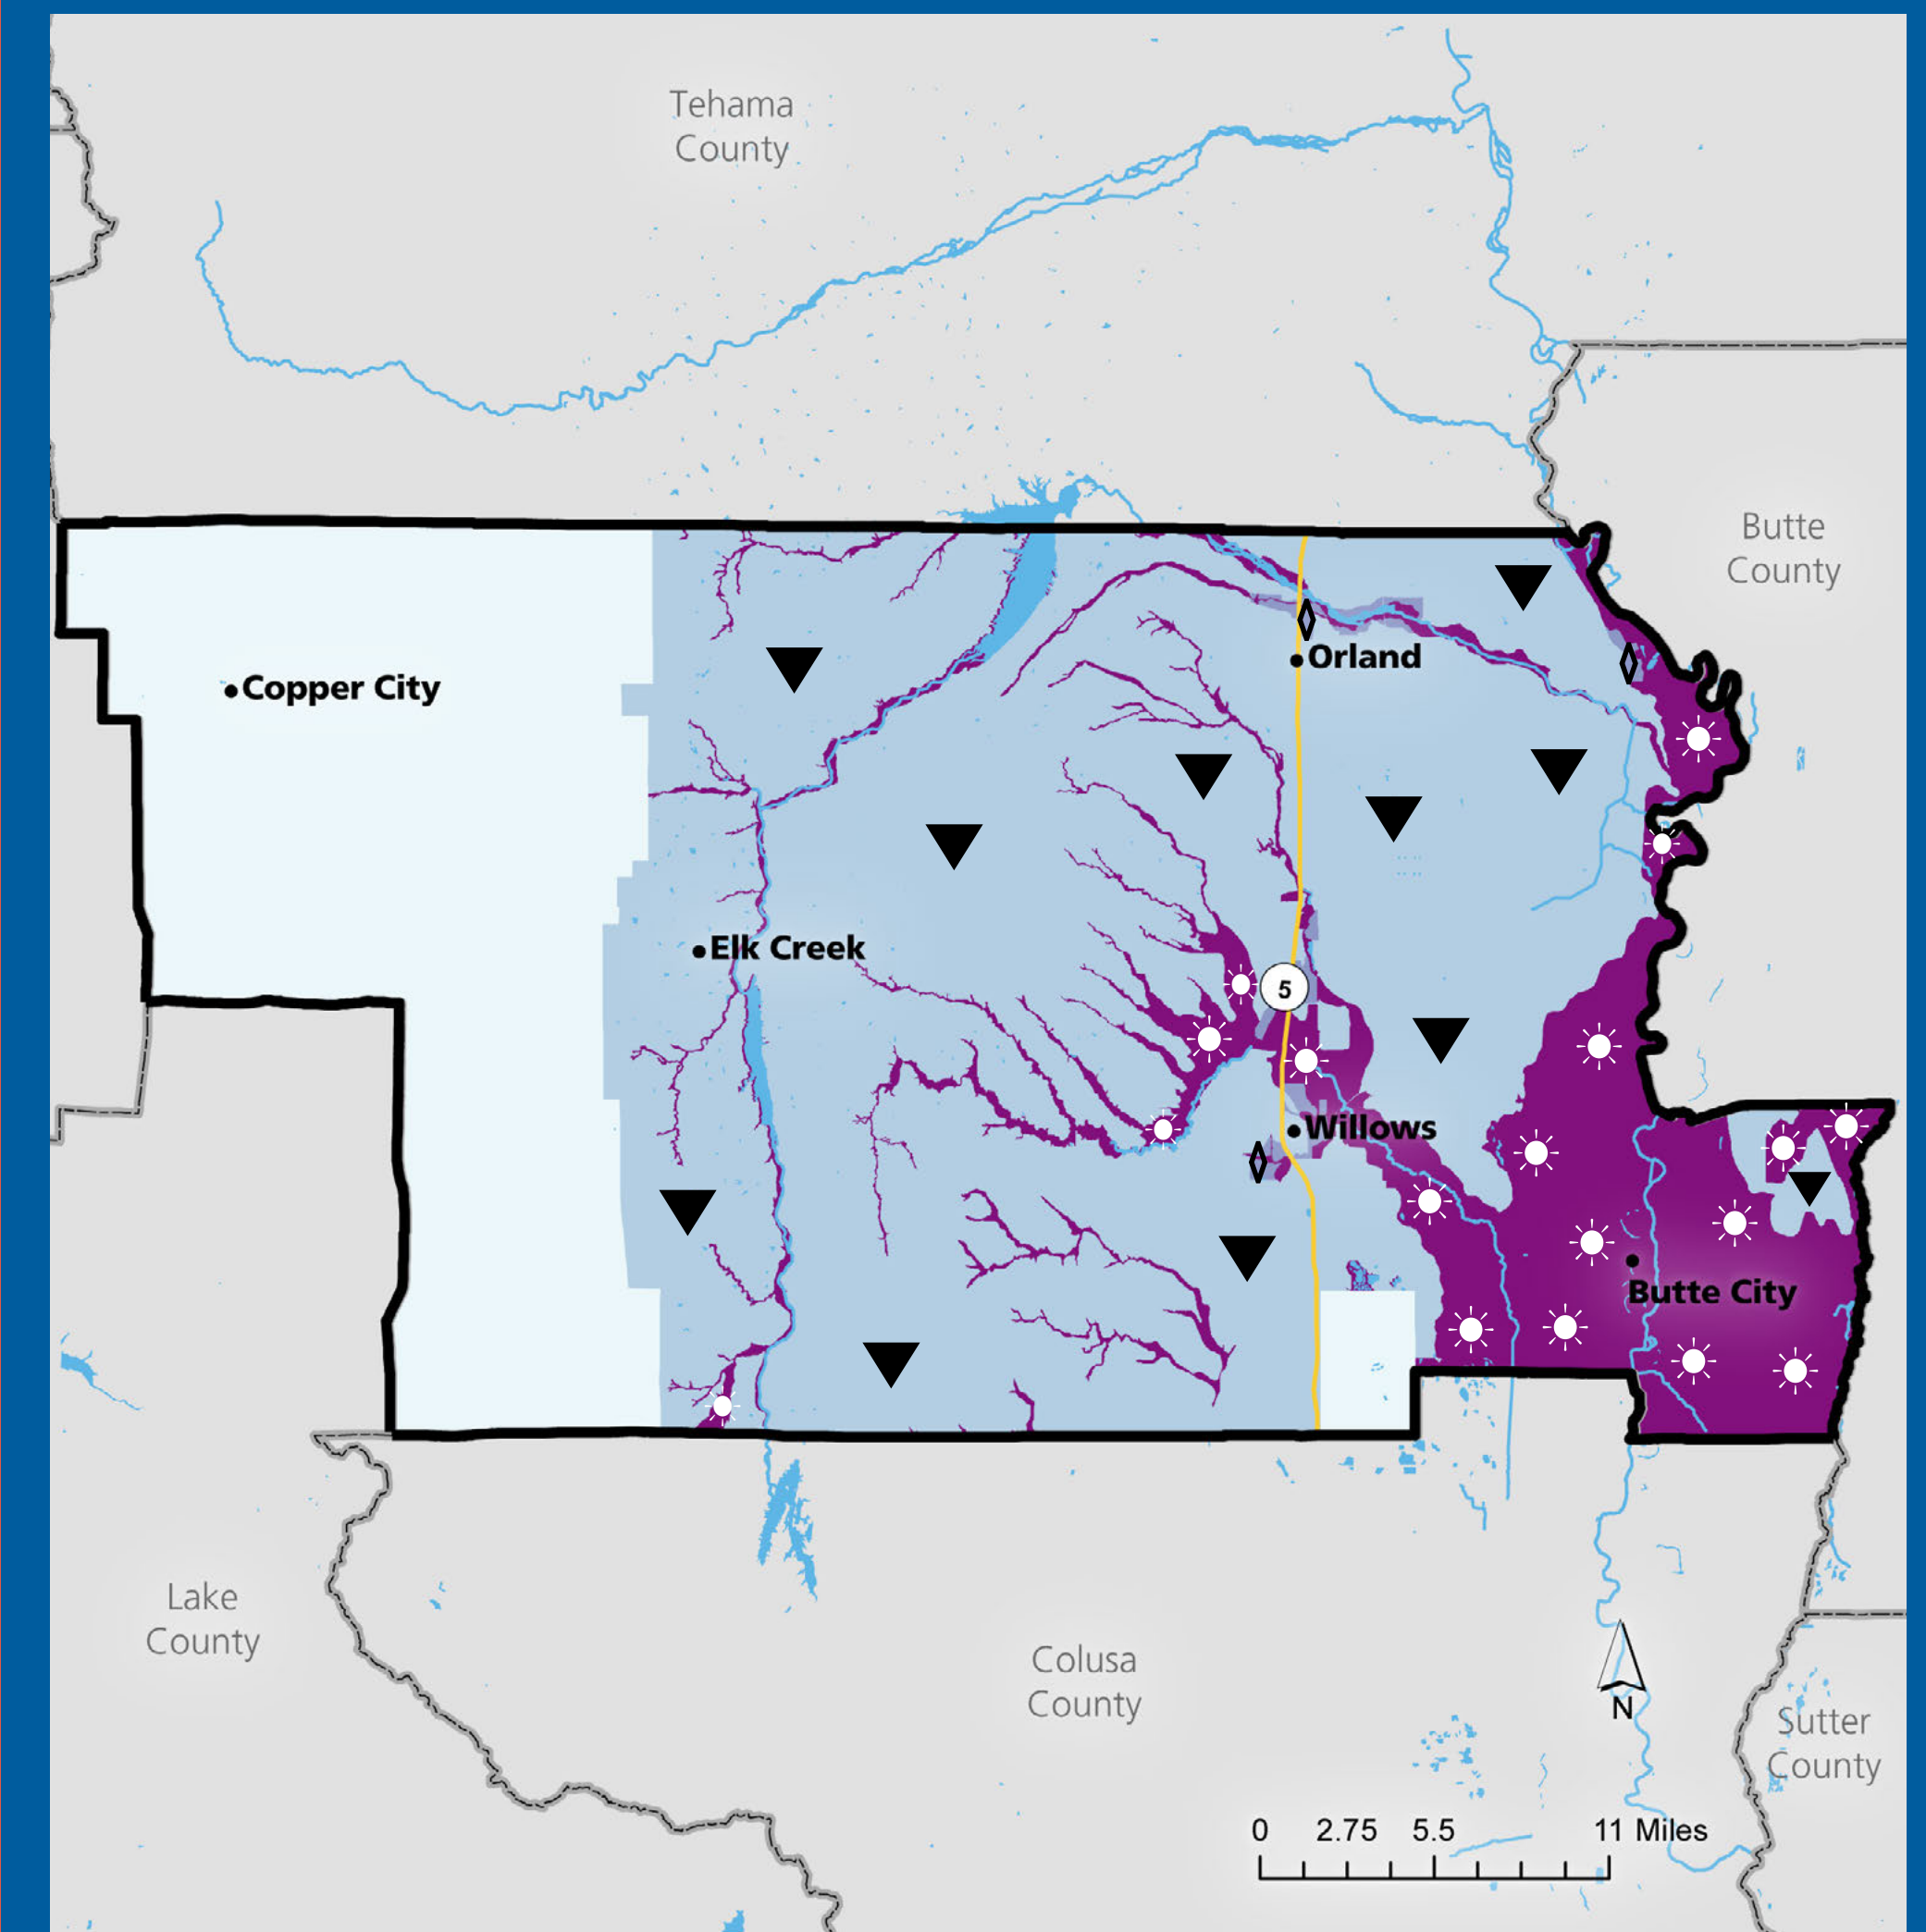 Tehama
County
Butte
County
Orland
Copper City
Elk Creek
5
Willows
Butte City
Lake
County
Colusa
County
N
Sutter
County
0 2.75 5.5 11 Miles